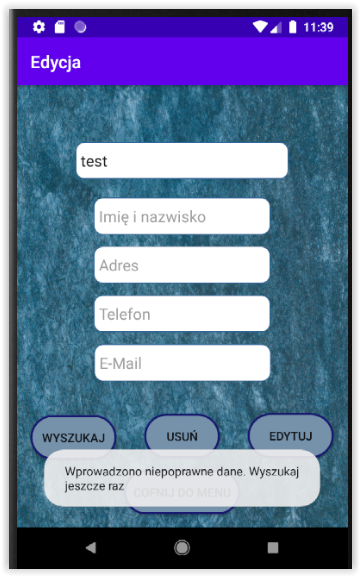 11:39
Edycja
test
Imię i nazwisko
Adres
Telefon
E-Mail
WYSZUKAJ USUŃ EDYTUJ
Wprowadzono niepoprawne dane. Wyszukaj
jeszcze raz
COFNIJ DO MENU